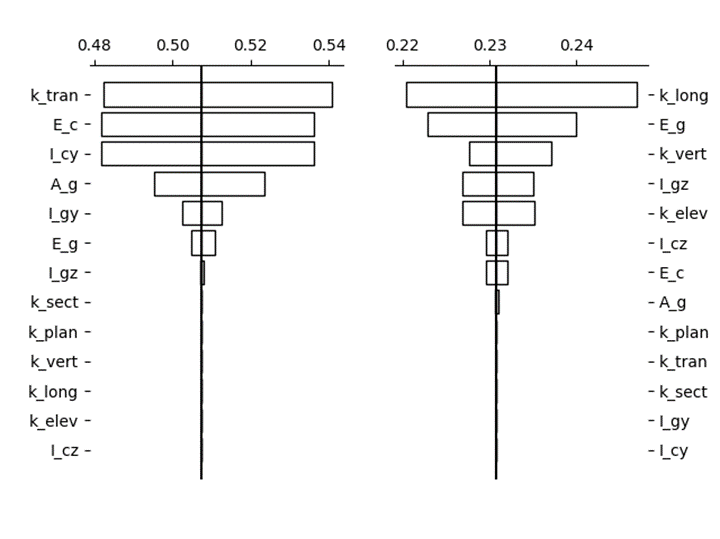 0.48 0.50 0.52 0.54 0.22 0.23 0.24
k_tran k_long
E_c E_g
I_cy k_vert
A_g I_gz
I_gy k_elev
E_g I_cz
I_gz E_c
k_sect A_g
k_plan k_plan
k_vert k_tran
k_long k_sect
k_elev I_gy
I_cz I_cy